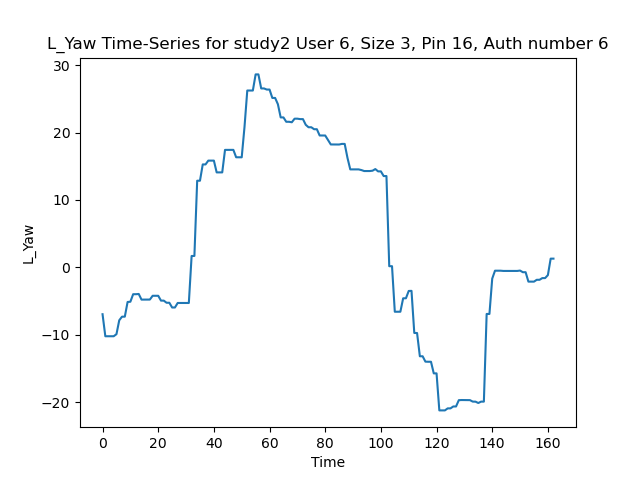 L_Yaw Time-Series for study2 User 6, Size 3, Pin 16, Auth number 6
30
20
10
0
−10
−20
L_Yaw
0 20 40 60 80 100 120 140 160
Time